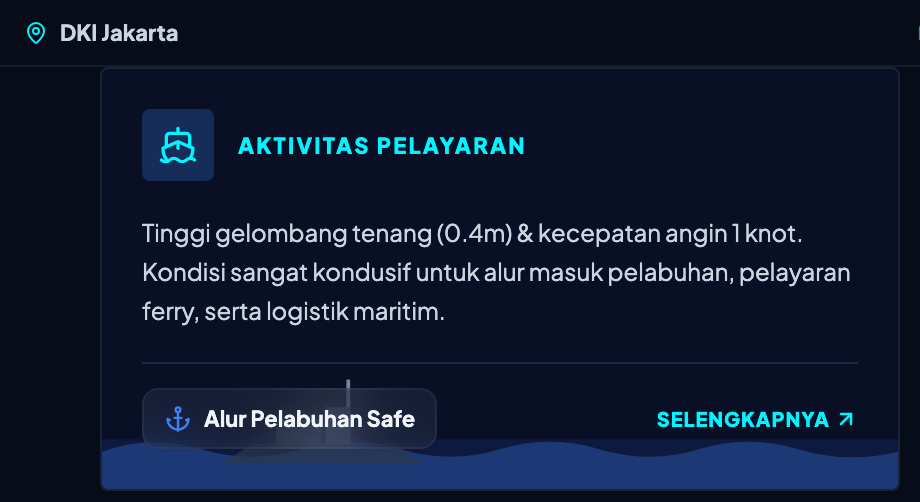 DKI Jakarta
AKTIVITAS PELAYARAN
Tinggi gelombang tenang (0.4m) & kecepatan angin 1 knot.
Kondisi sangat kondusif untuk alur masuk pelabuhan, pelayaran
ferry, serta logistik maritim.
Alur Pelabuhan Safe
SELENGKAPNYA